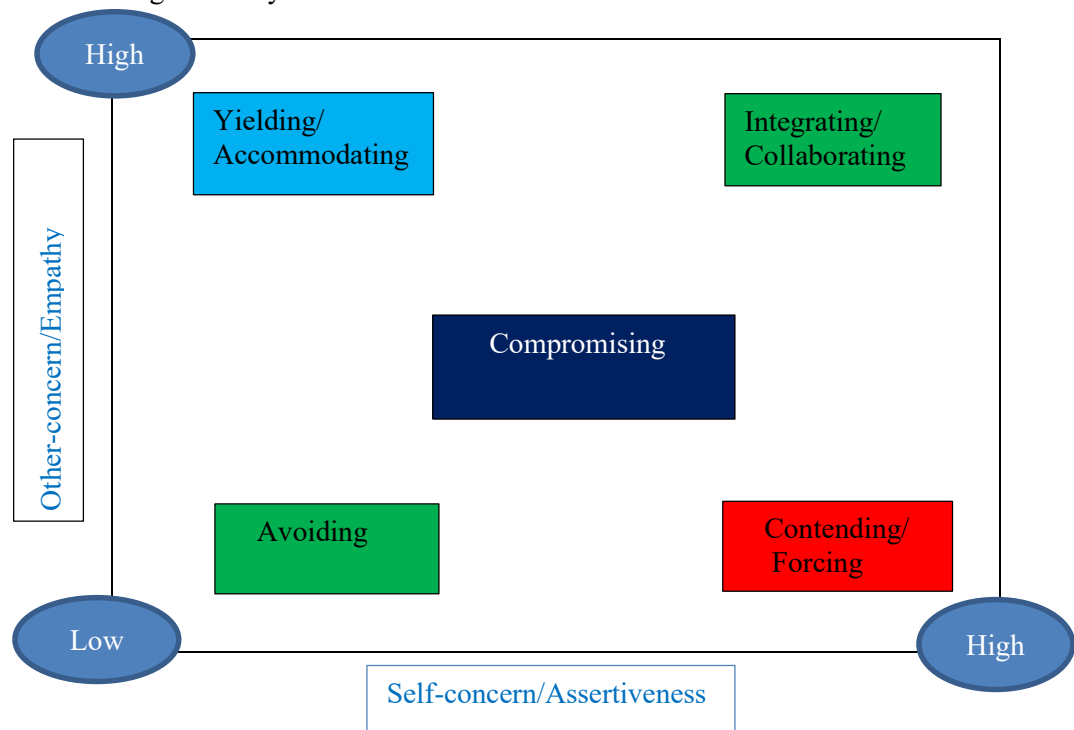 High
Yielding/
Accommodating
Integrating/
Collaborating
Other-concern/Empathy
Compromising
Avoiding
Contending/
Forcing
Low
High
Self-concern/Assertiveness